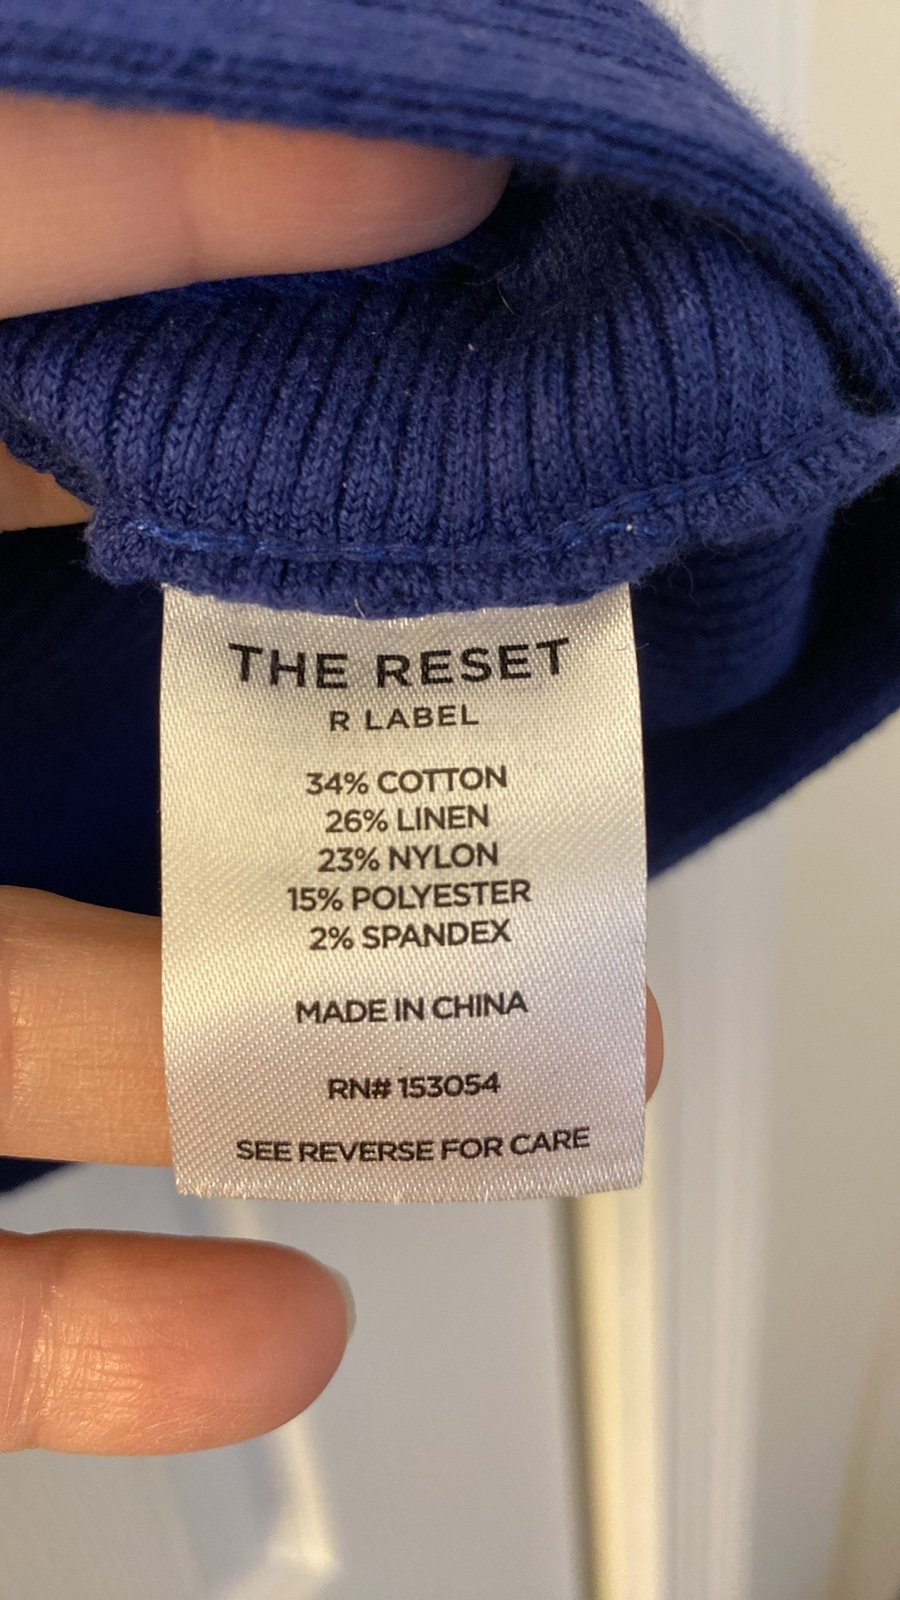 THE RESET
R LABEL
34% COTTON
26% LINEN
23% NYLON
15% POLYESTER
2% SPANDEX
MADE IN CHINA
RN# 153054
SEE REVERSE FOR CARE